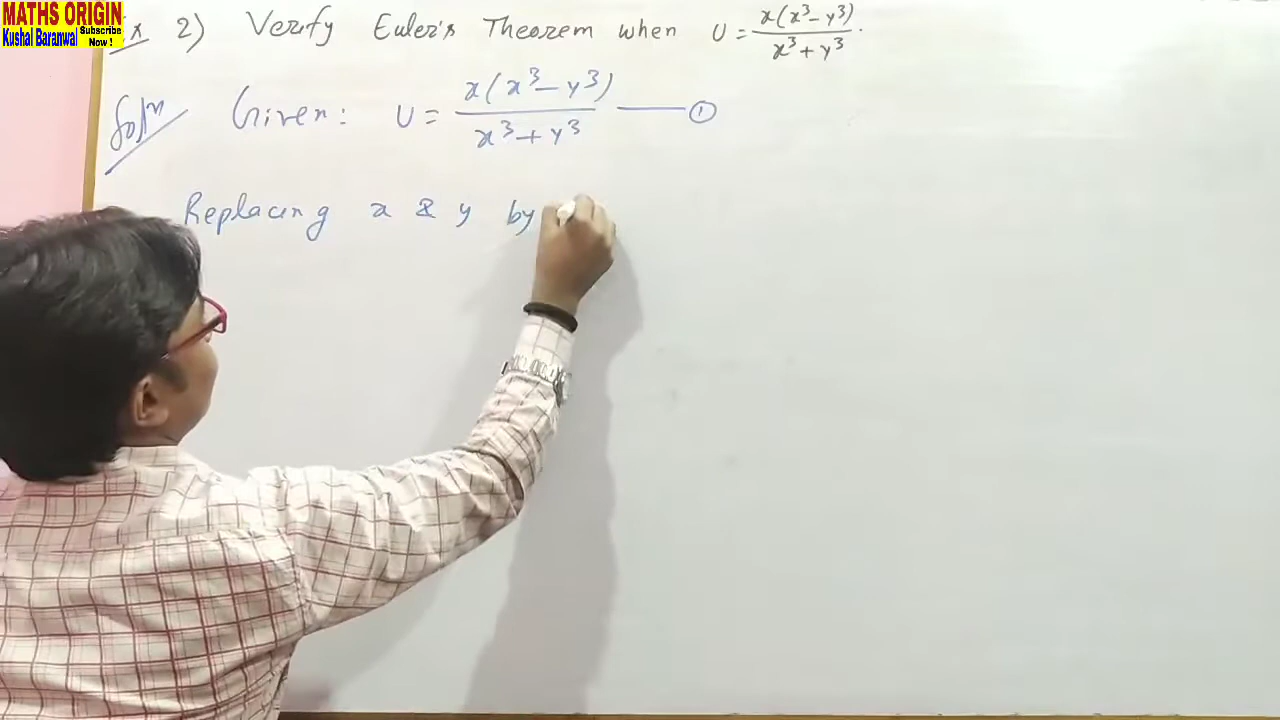 MATHS ORIGIN
Kushal Baranwal Subscribe Now !
Ex 2) Verify Euler's Theorem when U = x(x³-y³)/x³+y³.
Solⁿ Given: U = x(x³-y³)/x³+y³ —— ①
Replacing x & y by